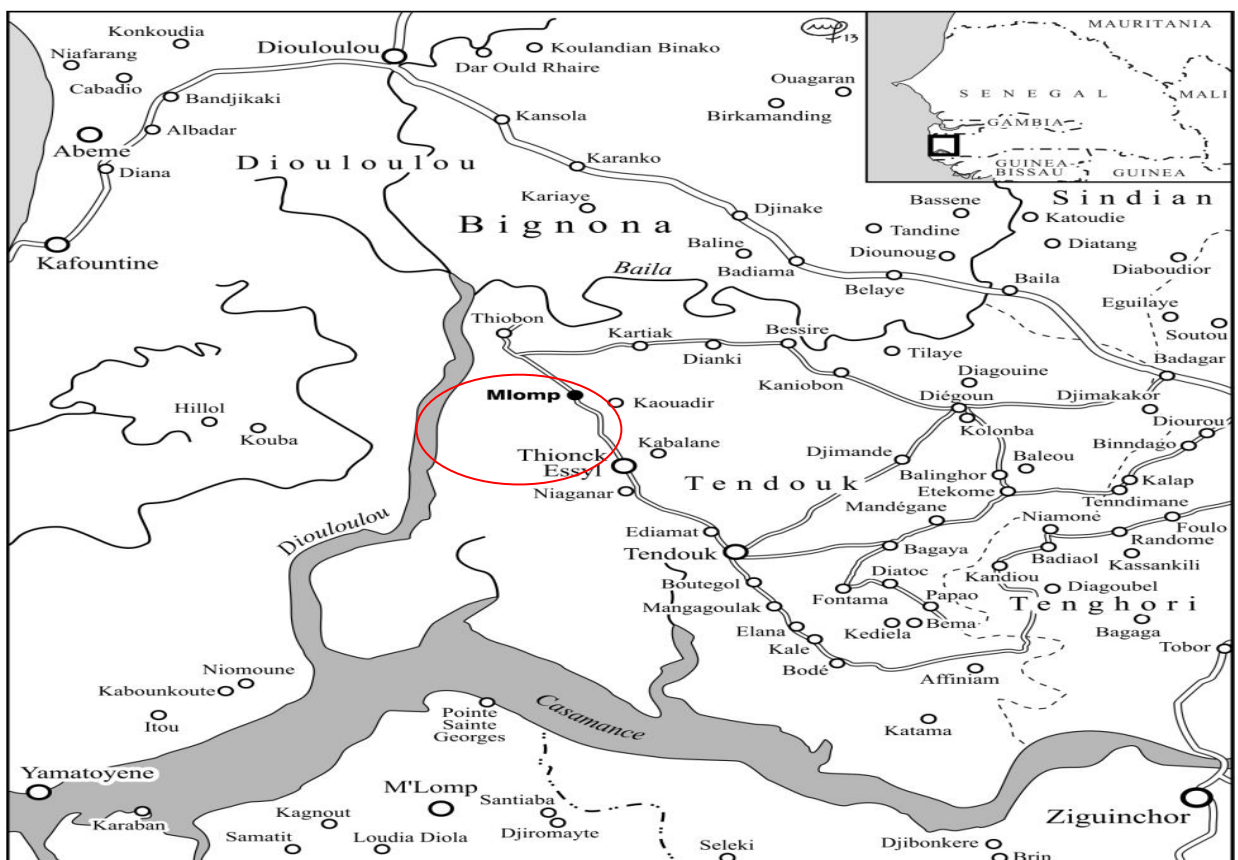 Konkoudia
Niafarang
Cabadio
Bandjikaki
Albadar
Abeme
Diana
Kafountine
Diouloulou
Dar Ould Rhaire
Koulandian Binako
Kansola
Karanko
Ouagaran
Birkamanding
13
MAURITANIA
SENEGAL
MALI
GAMBIA
GUINEA-
BISSAU
GUINEA
Diouloulou
Bignona
Sindian
Kariaye
Djinake
Baline
Badiama
Bassene
Tandine
Diounoug
Belaye
Katoudie
Diatang
Diaboudior
Baila
Baila
Eguilaye
Soutou
Badagar
Thiobon
Kartiak
Dianki
Bessire
Tilaye
Kaniobon
Diagouine
Diégoun
Kolonba
Djimakakor
Diourou
Binndago
Mlomp
Kaouadir
Hillol
Kouba
Kabalane
Thionck
Essyl
Niaganar
Djimande
Tendouk
Balinghor
Baleou
Etekome
Kalap
Tenndimane
Mandégane
Niamoné
Foulo
Randome
Badiaol
Kassankili
Diouloulou
Ediamat
Tendouk
Bagaya
Kandiou
Diagoubel
Boutegol
Diatoc
Fontama
Papao
Tenghori
Mangagoulak
Kediela
Bema
Bagaga
Elana
Kale
Bodé
Affiniam
Tobor
Niomoune
Kabounkoute
Itou
Pointe
Sainte
Georges
Casamance
Katama
Yamatoyene
Karaban
M'Lomp
Kagnout
Samatit
Loudia Diola
Santiaba
Djiromayte
Seleki
Ziguinchor
Djibonkere
Brin